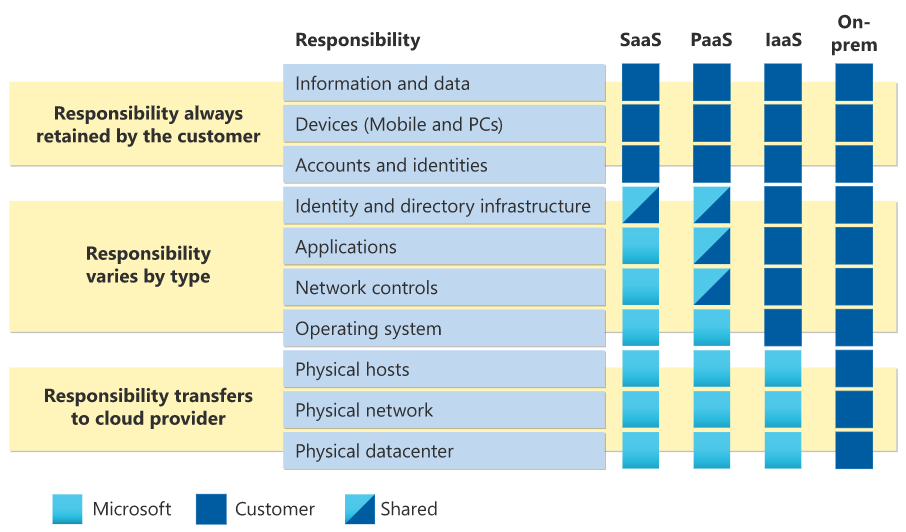 Responsibility
SaaS
PaaS
IaaS
On-
prem
Responsibility always
retained by the customer
Information and data
Devices (Mobile and PCs)
Accounts and identities
Responsibility
varies by type
Identity and directory infrastructure
Applications
Network controls
Operating system
Responsibility transfers
to cloud provider
Physical hosts
Physical network
Physical datacenter
Microsoft
Customer
Shared